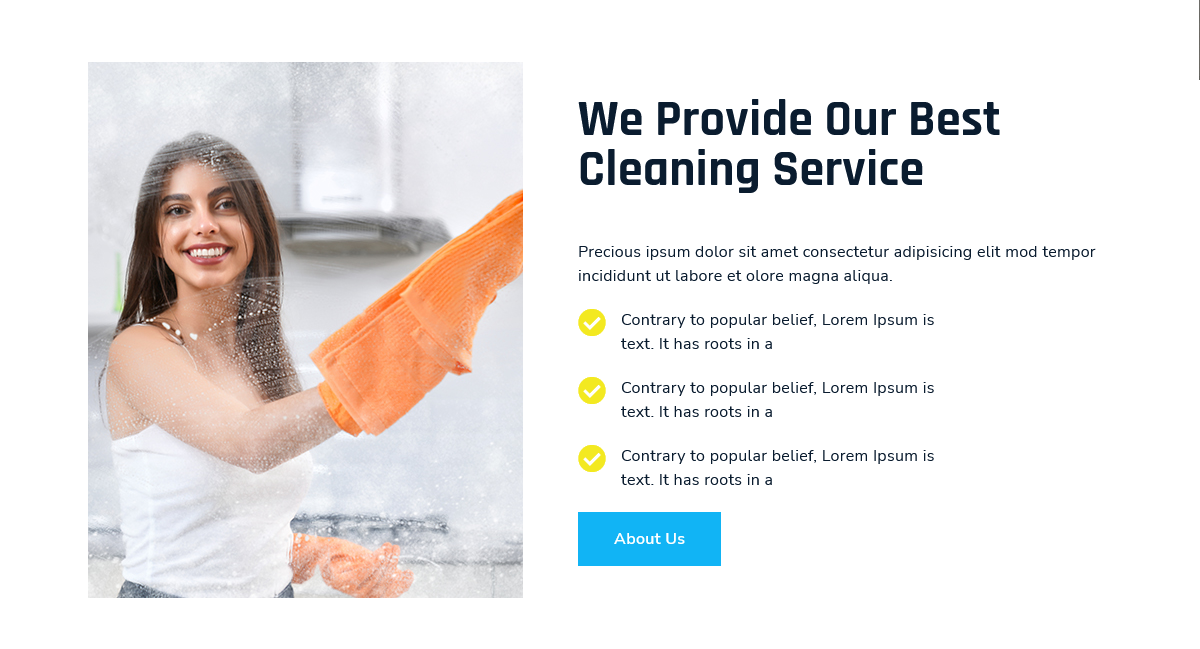 We Provide Our Best
Cleaning Service
Precious ipsum dolor sit amet consectetur adipisicing elit mod tempor
incididunt ut labore et olore magna aliqua.
Contrary to popular belief, Lorem Ipsum is
text. It has roots in a
Contrary to popular belief, Lorem Ipsum is
text. It has roots in a
Contrary to popular belief, Lorem Ipsum is
text. It has roots in a
About Us